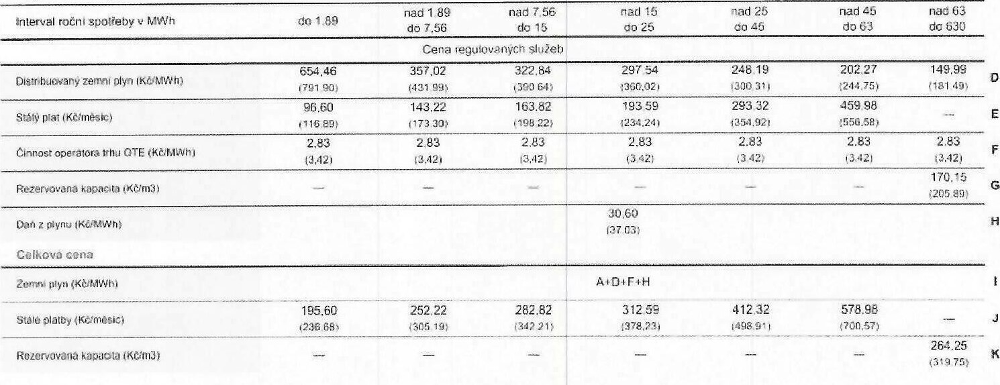 Interval roční spotřeby v MWh do 1,89 nad 1,89 nad 7,56 nad 15 nad 25 nad 45 nad 63
do 7,56 do 15 do 25 do 45 do 63 do 630
Cena regulovaných služeb
Distribuovaný zemní plyn (Kč/MWh) 654,46 357,02 322,84 297,54 248,19 202,27 149,99 D
(791,90) (431,99) (390,64) (360,02) (300,31) (244,75) (181,49)
Stálý plat (Kč/měsíc) 96,60 143,22 163,82 193,59 293,32 459,98 — E
(116,89) (173,30) (198,22) (234,24) (354,92) (556,58)
Činnost operátora trhu OTE (Kč/MWh) 2,83 2,83 2,83 2,83 2,83 2,83 2,83 F
(3,42) (3,42) (3,42) (3,42) (3,42) (3,42) (3,42)
Rezervovaná kapacita (Kč/m3) — — — — — — 170,15 G
(205,89)
Daň z plynu (Kč/MWh) 30,60 H
(37,03)
Celková cena
Zemní plyn (Kč/MWh) A+D+F+H I
Stálé platby (Kč/měsíc) 195,60 252,22 282,82 312,59 412,32 578,98 — J
(236,68) (305,19) (342,21) (378,23) (498,91) (700,57)
Rezervovaná kapacita (Kč/m3) — — — — — — 264,25 K
(319,75)